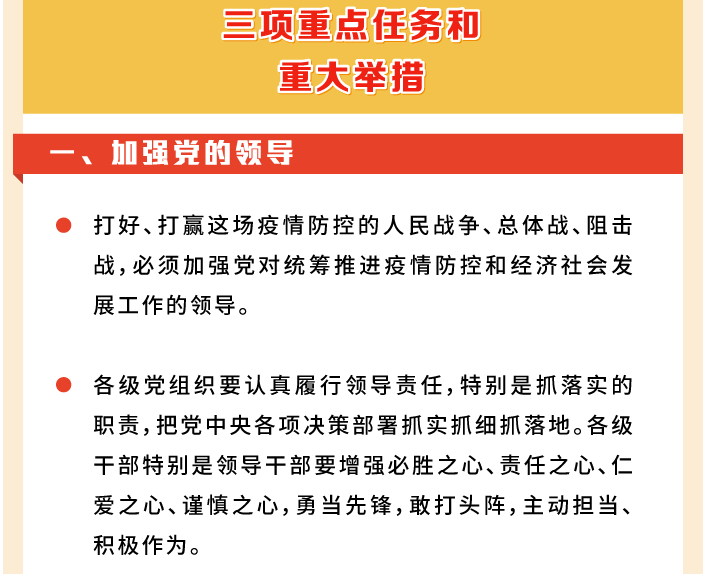 三项重点任务和
重大举措
一、加强党的领导
打好、打赢这场疫情防控的人民战争、总体战、阻击
战,必须加强党对统筹推进疫情防控和经济社会发
展工作的领导。
各级党组织要认真履行领导责任,特别是抓落实的
职责,把党中央各项决策部署抓实抓细抓落地。各级
干部特别是领导干部要增强必胜之心、责任之心、仁
爱之心、谨慎之心,勇当先锋,敢打头阵,主动担当、
积极作为。